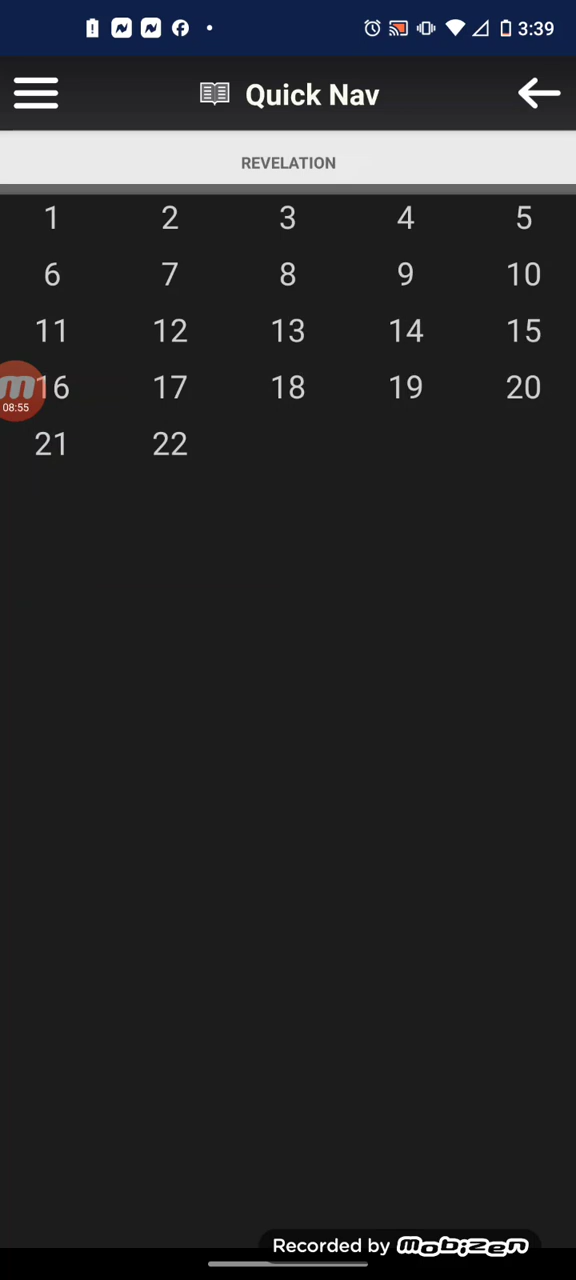 3:39
Quick Nav
REVELATION
1 2 3 4 5
6 7 8 9 10
11 12 13 14 15
m 16 17 18 19 20
08:55
21 22
Recorded by mobizen